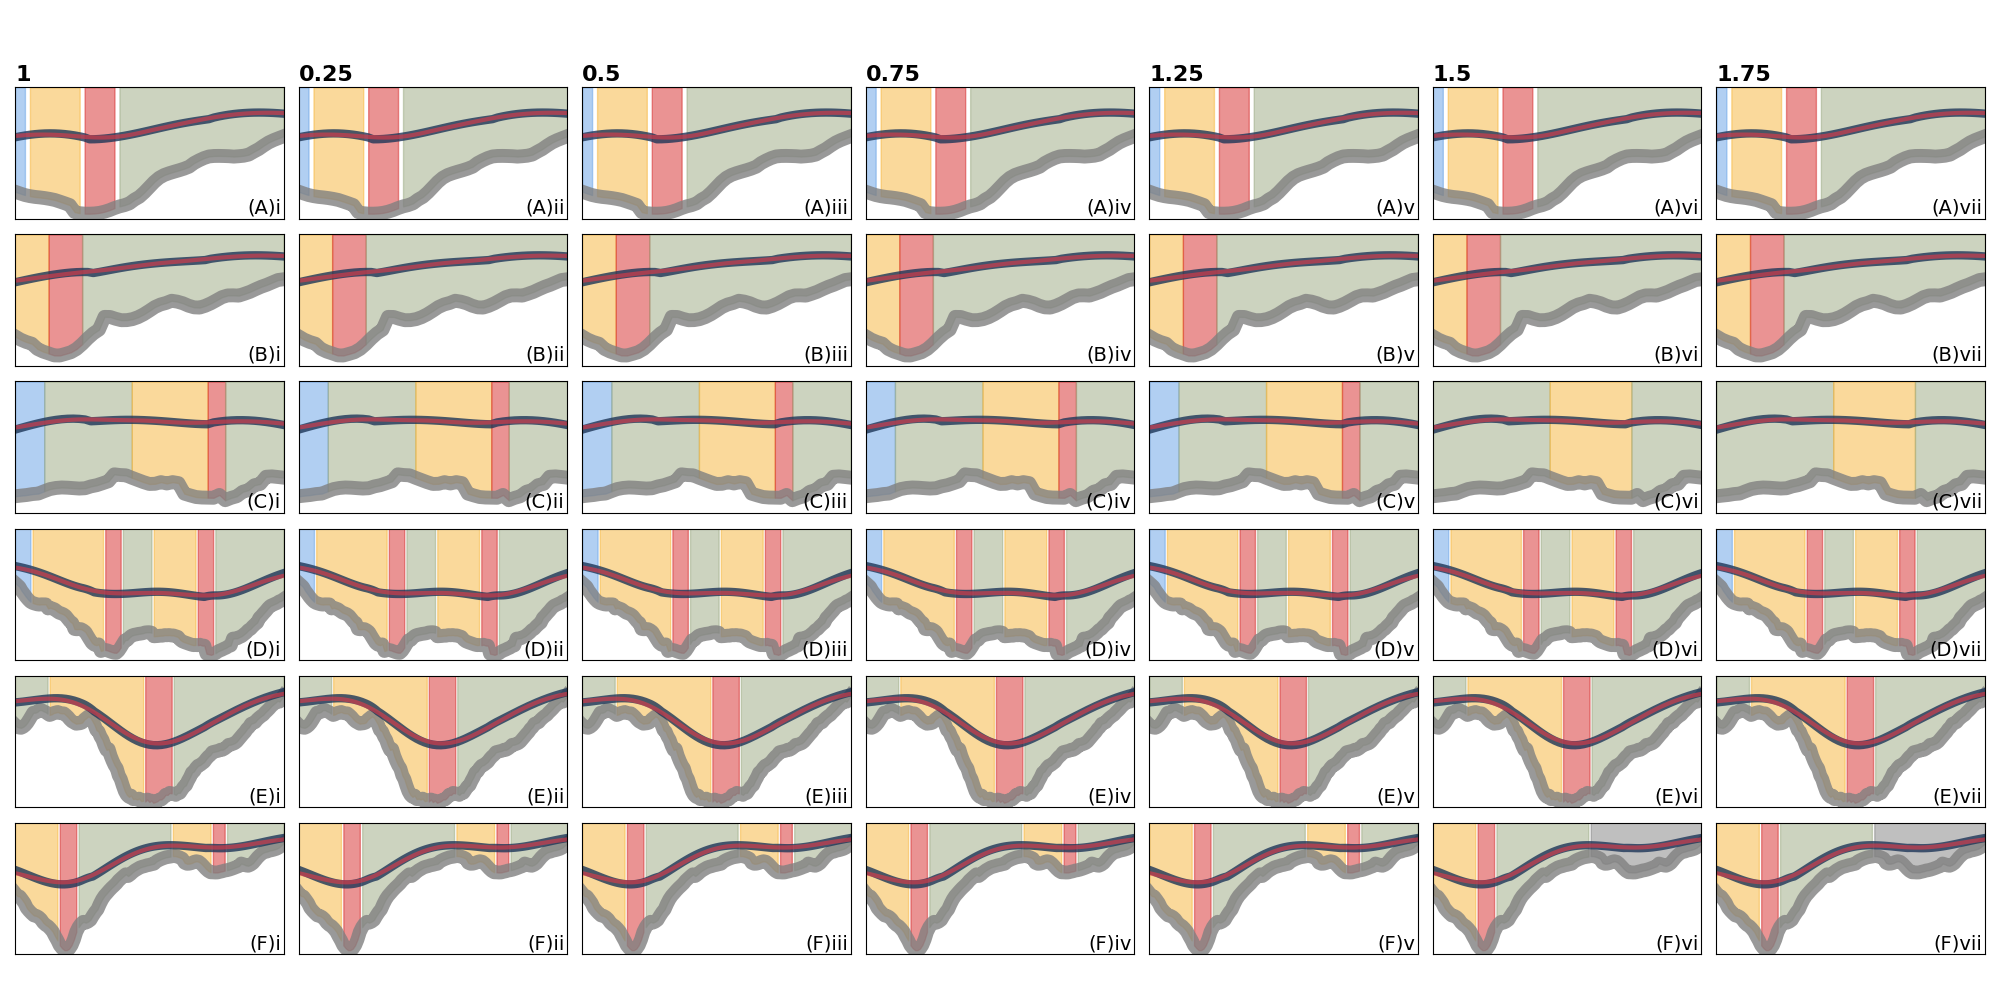 1 0.25 0.5 0.75 1.25 1.5 1.75
(A)i (A)ii (A)iii (A)iv (A)v (A)vi (A)vii
(B)i (B)ii (B)iii (B)iv (B)v (B)vi (B)vii
(C)i (C)ii (C)iii (C)iv (C)v (C)vi (C)vii
(D)i (D)ii (D)iii (D)iv (D)v (D)vi (D)vii
(E)i (E)ii (E)iii (E)iv (E)v (E)vi (E)vii
(F)i (F)ii (F)iii (F)iv (F)v (F)vi (F)vii